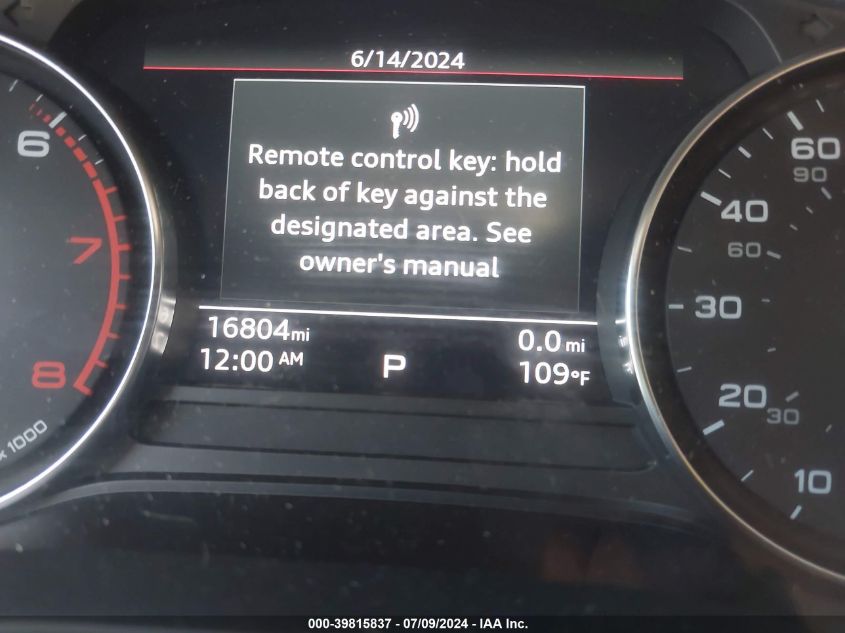 6/14/2024
Remote control key: hold
back of key against the
designated area. See
owner's manual
16804mi
0.0 mi
12:00 AM
P
109°F
6
7
8
x 1000
60
90
40
60
30
20
30
10
000-39815837 - 07/09/2024 - IAA Inc.